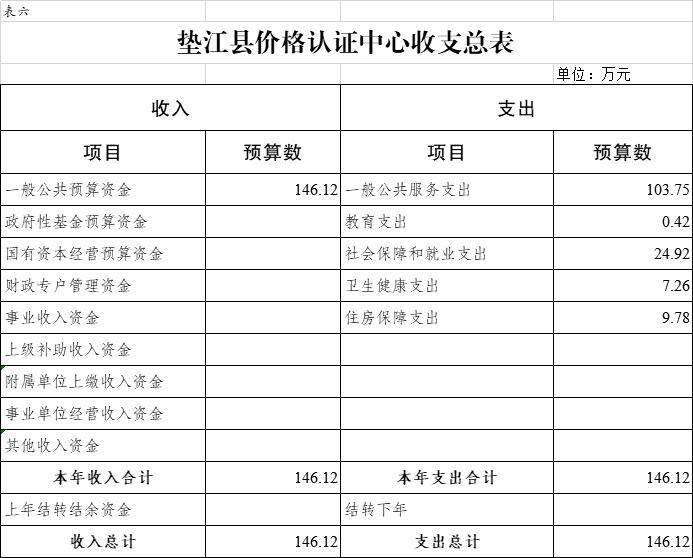 表六
垫江县价格认证中心收支总表
单位：万元
收入 支出
项目 预算数 项目 预算数
一般公共预算资金 146.12 一般公共服务支出 103.75
政府性基金预算资金 教育支出 0.42
国有资本经营预算资金 社会保障和就业支出 24.92
财政专户管理资金 卫生健康支出 7.26
事业收入资金 住房保障支出 9.78
上级补助收入资金
附属单位上缴收入资金
事业单位经营收入资金
其他收入资金
本年收入合计 146.12 本年支出合计 146.12
上年结转结余资金 结转下年
收入总计 146.12 支出总计 146.12